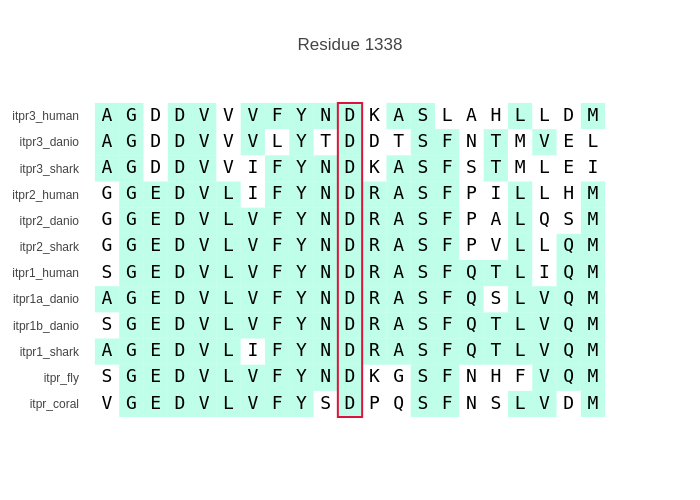 Residue 1338
itpr3_human A G D D V V V F Y N D K A S L A H L L D M
itpr3_danio A G D D V V V L Y T D D T S F N T M V E L
itpr3_shark A G D D V V I F Y N D K A S F S T M L E I
itpr2_human G G E D V L I F Y N D R A S F P I L L H M
itpr2_danio G G E D V L V F Y N D R A S F P A L Q S M
itpr2_shark G G E D V L V F Y N D R A S F P V L L Q M
itpr1_human S G E D V L V F Y N D R A S F Q T L I Q M
itpr1a_danio A G E D V L V F Y N D R A S F Q S L V Q M
itpr1b_danio S G E D V L V F Y N D R A S F Q T L V Q M
itpr1_shark A G E D V L I F Y N D R A S F Q T L V Q M
itpr_fly S G E D V L V F Y N D K G S F N H F V Q M
itpr_coral V G E D V L V F Y S D P Q S F N S L V D M